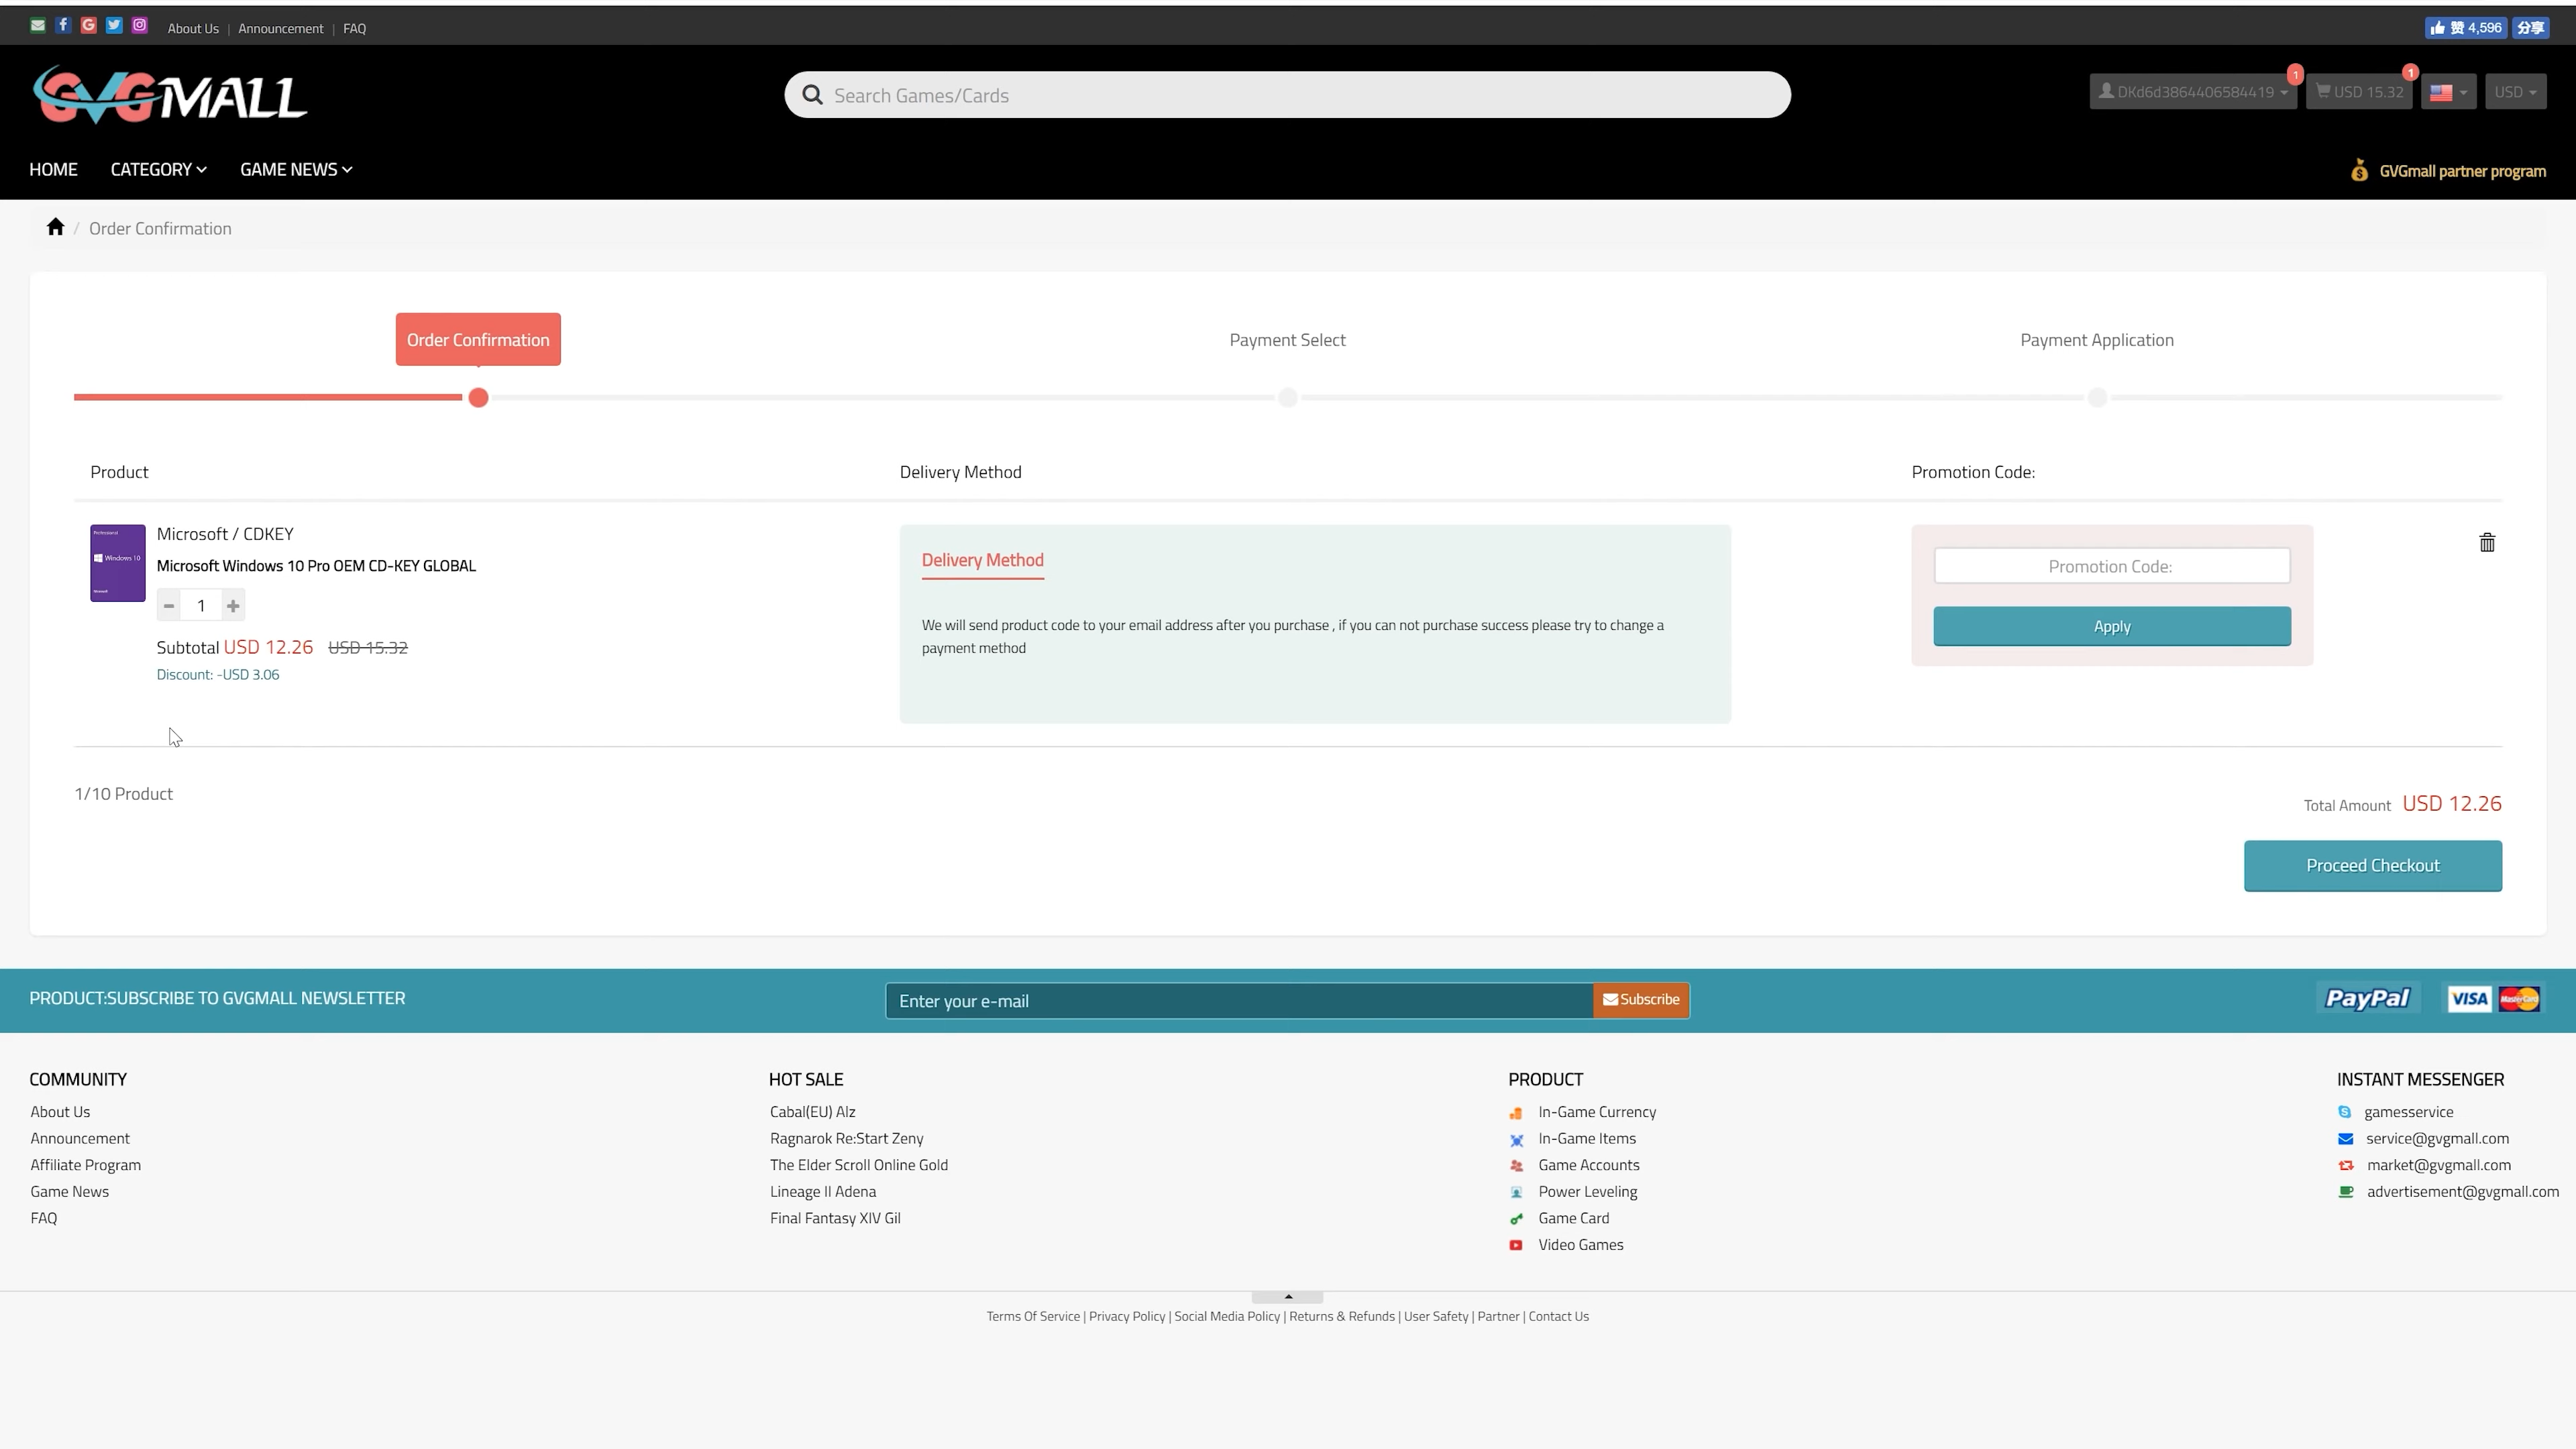 About Us | Announcement | FAQ
赞 4,596 分享
GVGMALL
Search Games/Cards
DKd6d3864406584419
1
USD 15.32
1
USD
HOME
CATEGORY
GAME NEWS
GVGmall partner program
/ Order Confirmation
Order Confirmation
Payment Select
Payment Application
Product
Delivery Method
Promotion Code:
Professional
Windows 10
Microsoft
Microsoft / CDKEY
Microsoft Windows 10 Pro OEM CD-KEY GLOBAL
1
Subtotal USD 12.26 USD 15.32
Discount: -USD 3.06
Delivery Method
We will send product code to your email address after you purchase , if you can not purchase success please try to change a
payment method
Promotion Code:
Apply
1/10 Product
Total Amount USD 12.26
Proceed Checkout
PRODUCT:SUBSCRIBE TO GVGMALL NEWSLETTER
Enter your e-mail
Subscribe
PayPal
VISA
MasterCard
COMMUNITY
About Us
Announcement
Affiliate Program
Game News
FAQ
HOT SALE
Cabal(EU) Alz
Ragnarok Re:Start Zeny
The Elder Scroll Online Gold
Lineage II Adena
Final Fantasy XIV Gil
PRODUCT
In-Game Currency
In-Game Items
Game Accounts
Power Leveling
Game Card
Video Games
INSTANT MESSENGER
gamesservice
service@gvgmall.com
market@gvgmall.com
advertisement@gvgmall.com
Terms Of Service | Privacy Policy | Social Media Policy | Returns & Refunds | User Safety | Partner | Contact Us